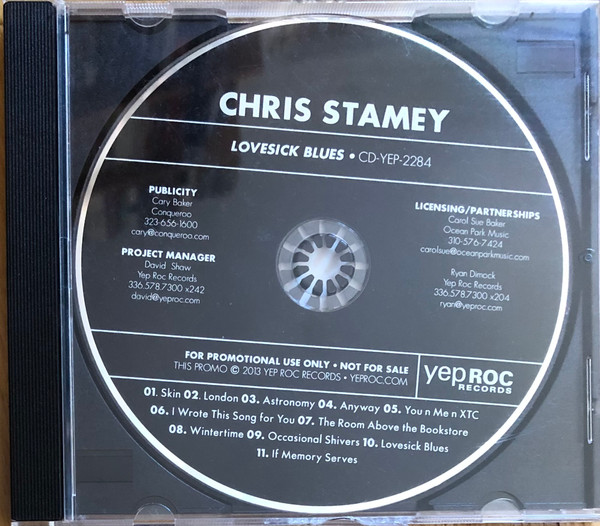 CHRIS STAMEY
LOVESICK BLUES • CD-YEP-2284
PUBLICITY
Cary Baker
Conqueroo
323-656-1600
cary@conqueroo.com
PROJECT MANAGER
David Shaw
Yep Roc Records
336.578.7300 x242
david@yeproc.com
LICENSING/PARTNERSHIPS
Carol Sue Baker
Ocean Park Music
310-576-7424
carolsue@oceanparkmusic.com
Ryan Dimock
Yep Roc Records
336.578.7300 x204
ryan@yeproc.com
FOR PROMOTIONAL USE ONLY • NOT FOR SALE
THIS PROMO © 2013 YEP ROC RECORDS • YEPROC.COM
yep ROC
RECORDS
01. Skin 02. London 03. Astronomy 04. Anyway 05. You n Me n XTC
06. I Wrote This Song for You 07. The Room Above the Bookstore
08. Wintertime 09. Occasional Shivers 10. Lovesick Blues
11. If Memory Serves